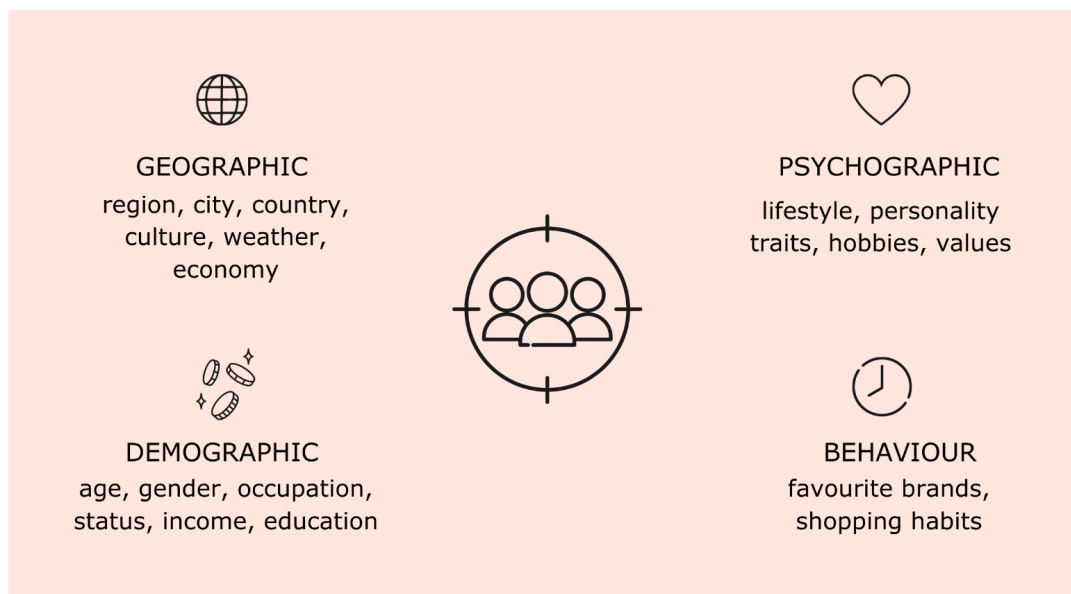 GEOGRAPHIC
region, city, country,
culture, weather,
economy
PSYCHOGRAPHIC
lifestyle, personality
traits, hobbies, values
DEMOGRAPHIC
age, gender, occupation,
status, income, education
BEHAVIOUR
favourite brands,
shopping habits